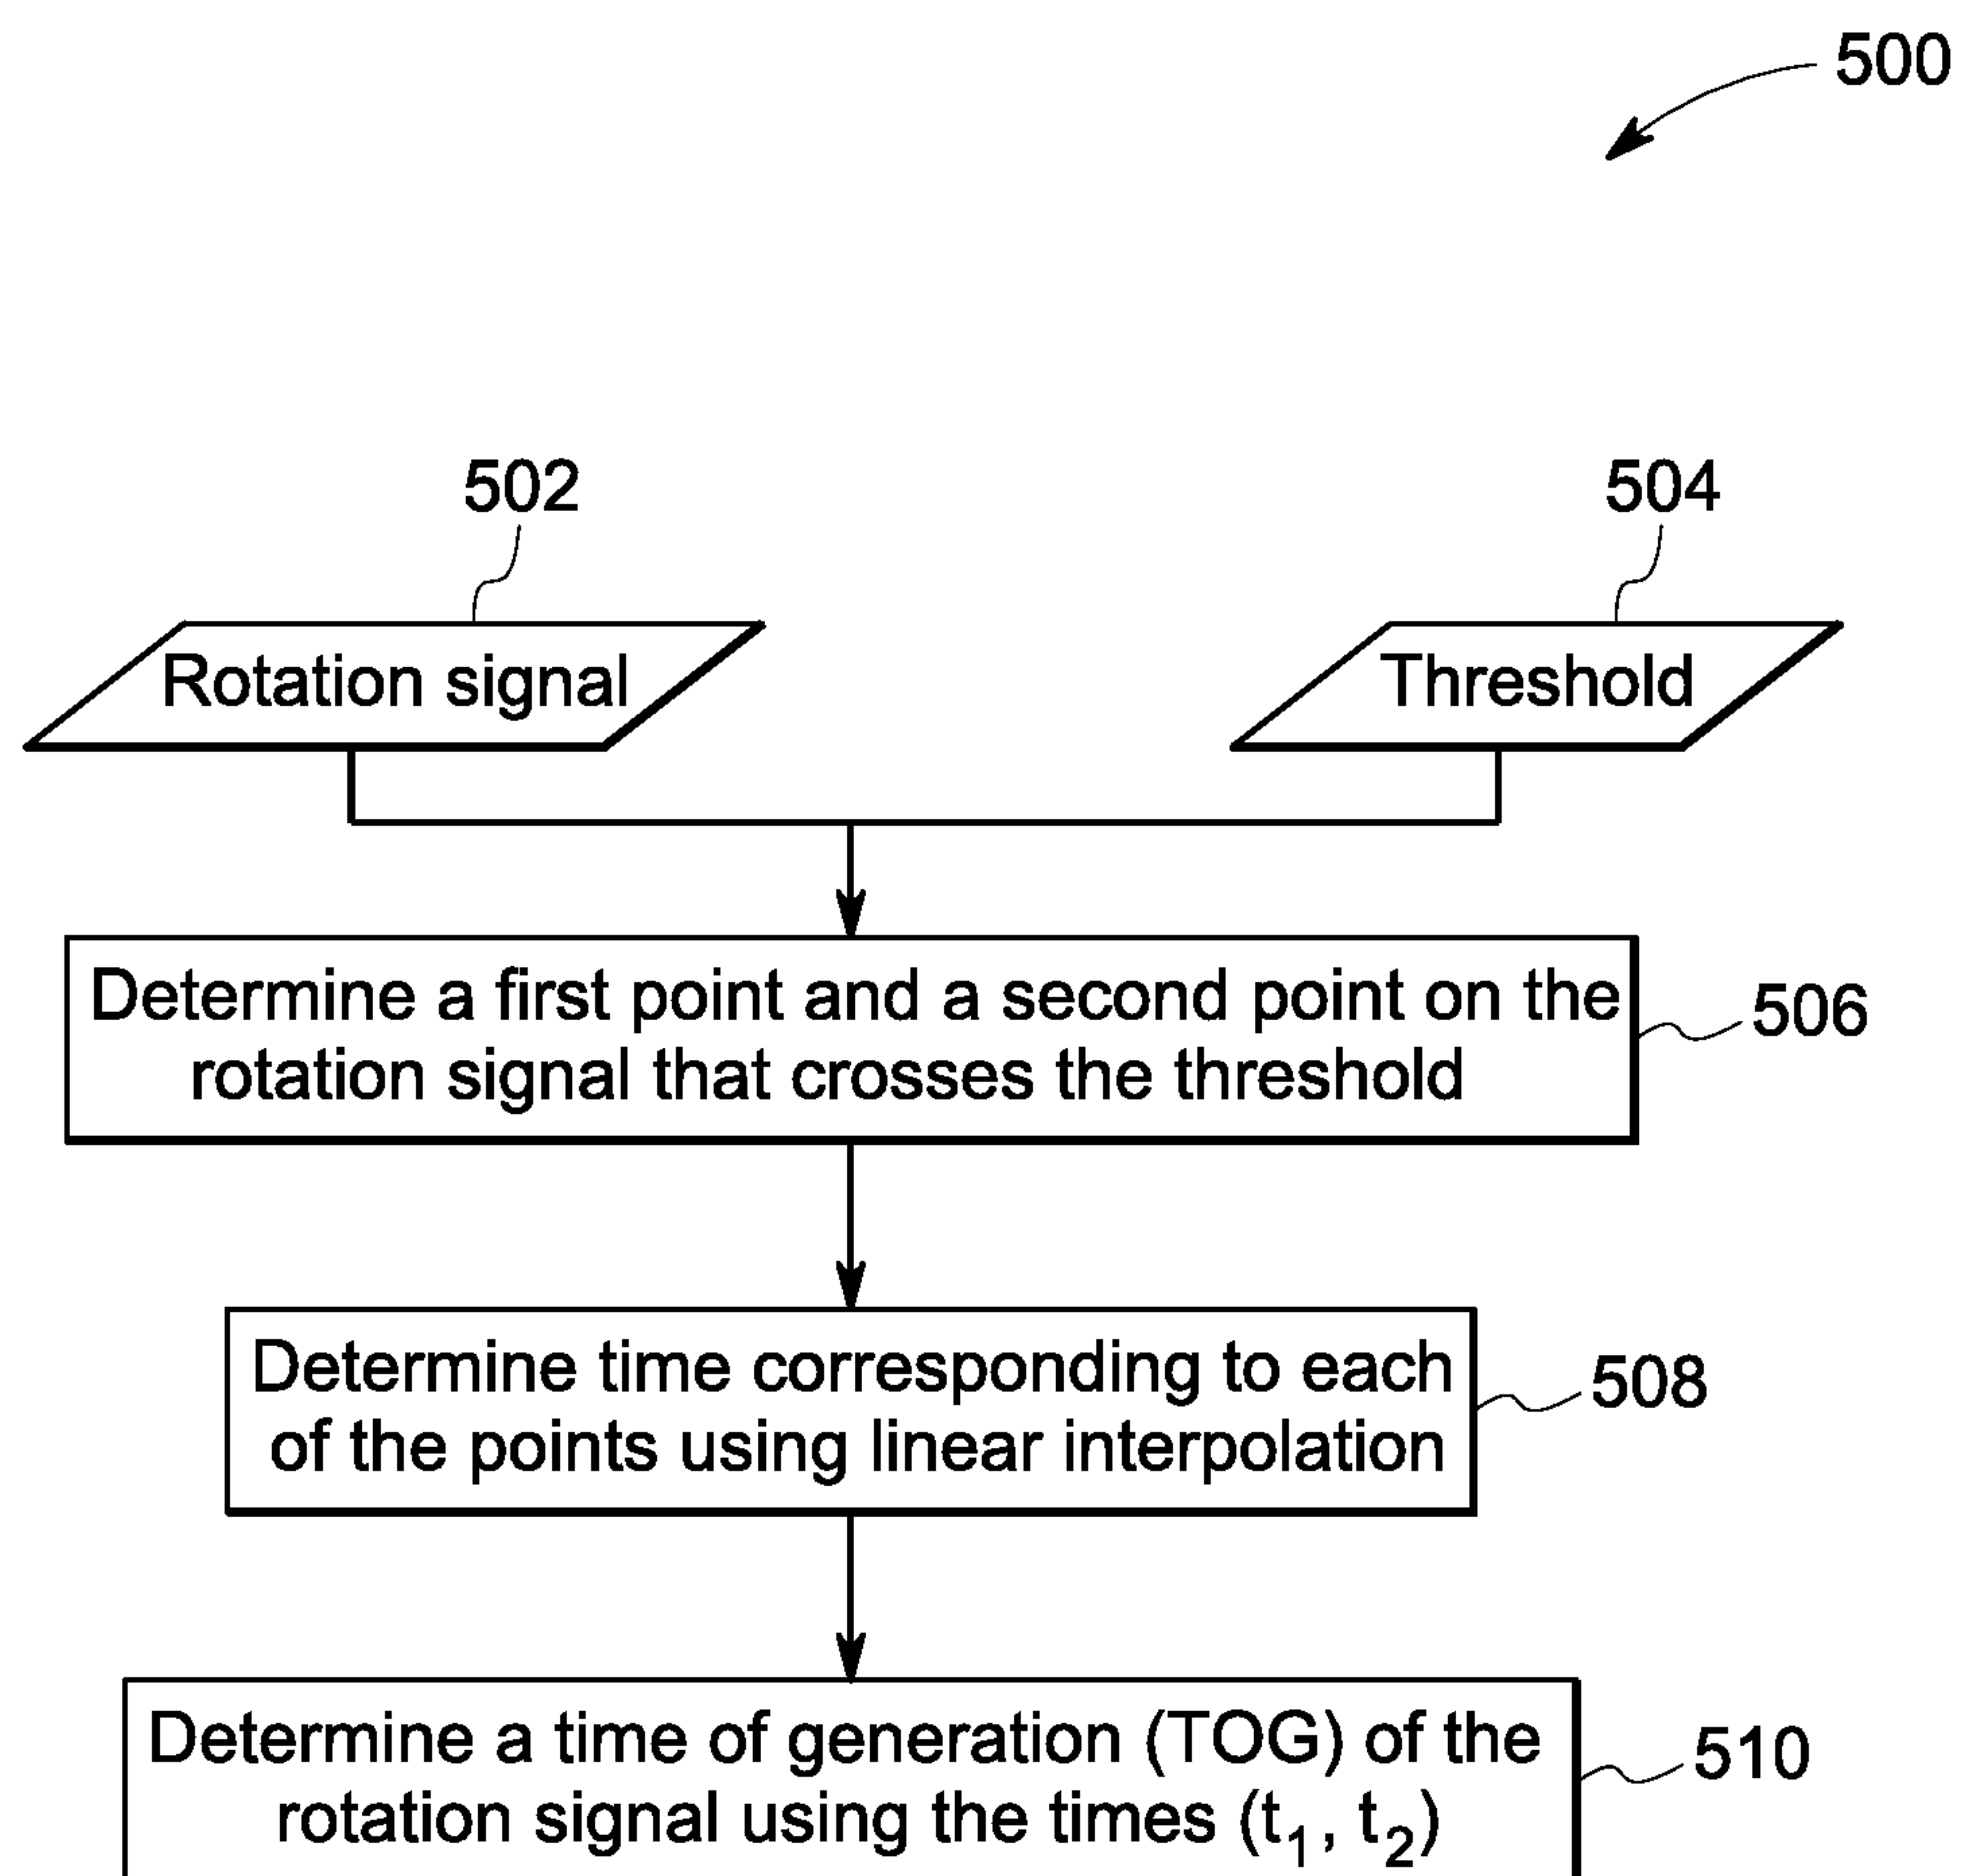 500
502
504
Rotation signal
Threshold
Determine a first point and a second point on the
rotation signal that crosses the threshold
506
Determine time corresponding to each
of the points using linear interpolation
508
Determine a time of generation (TOG) of the
rotation signal using the times (t₁, t₂)
510